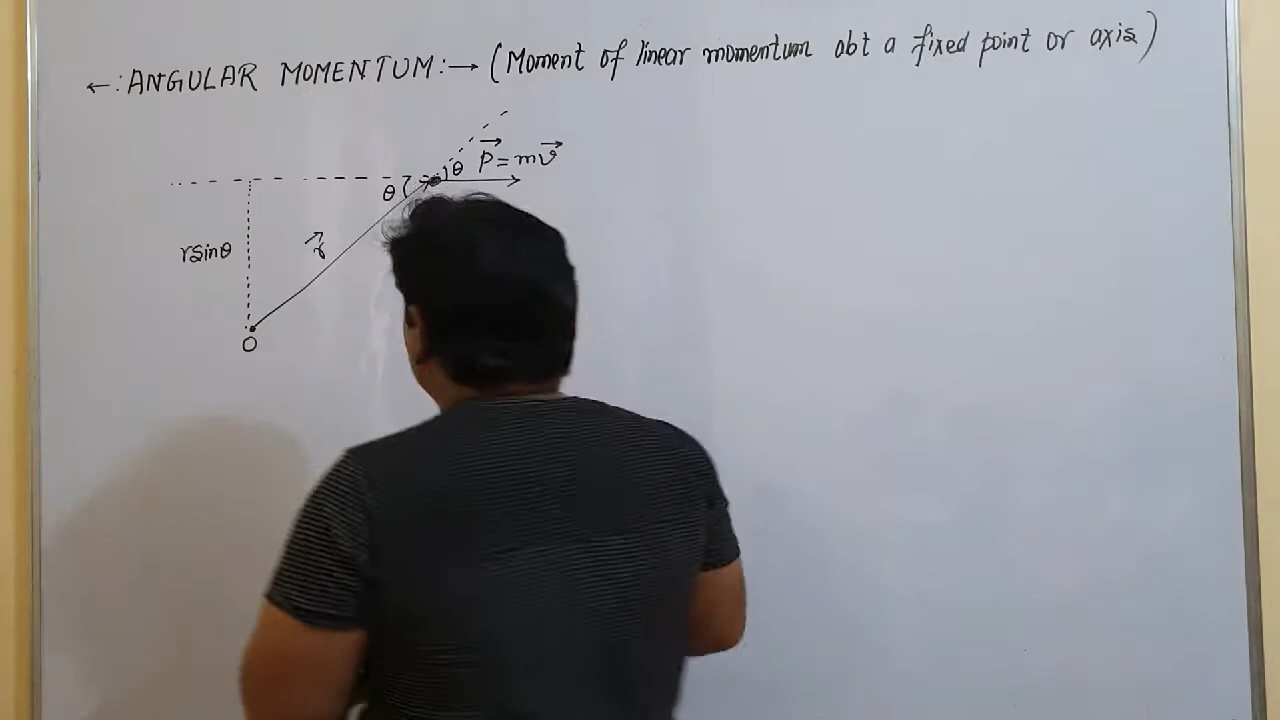 ←:ANGULAR MOMENTUM:→ (Moment of linear momentum abt a fixed point or axis)
θ P⃗ = mv⃗
θ
rsinθ
r⃗
O